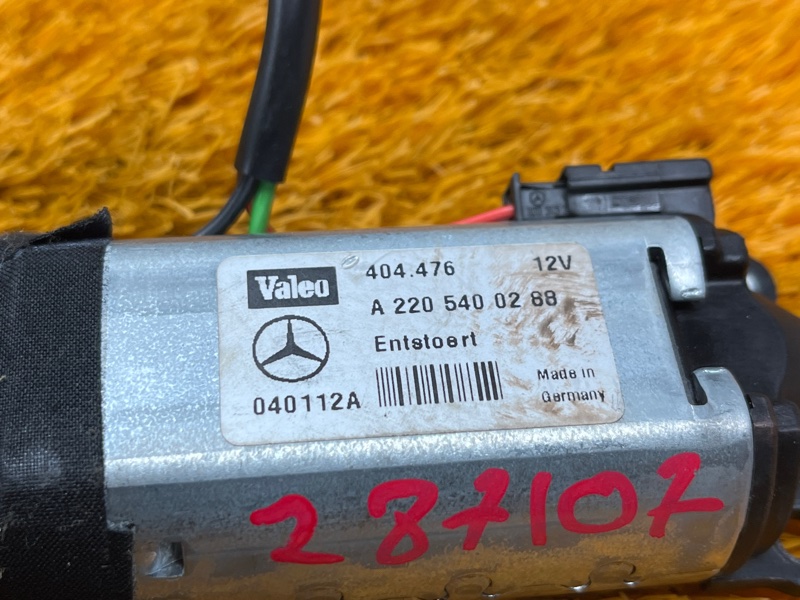 Valeo 404.476 12V
A 220 540 02 88
Entstoert
040112A Made in
Germany
287107